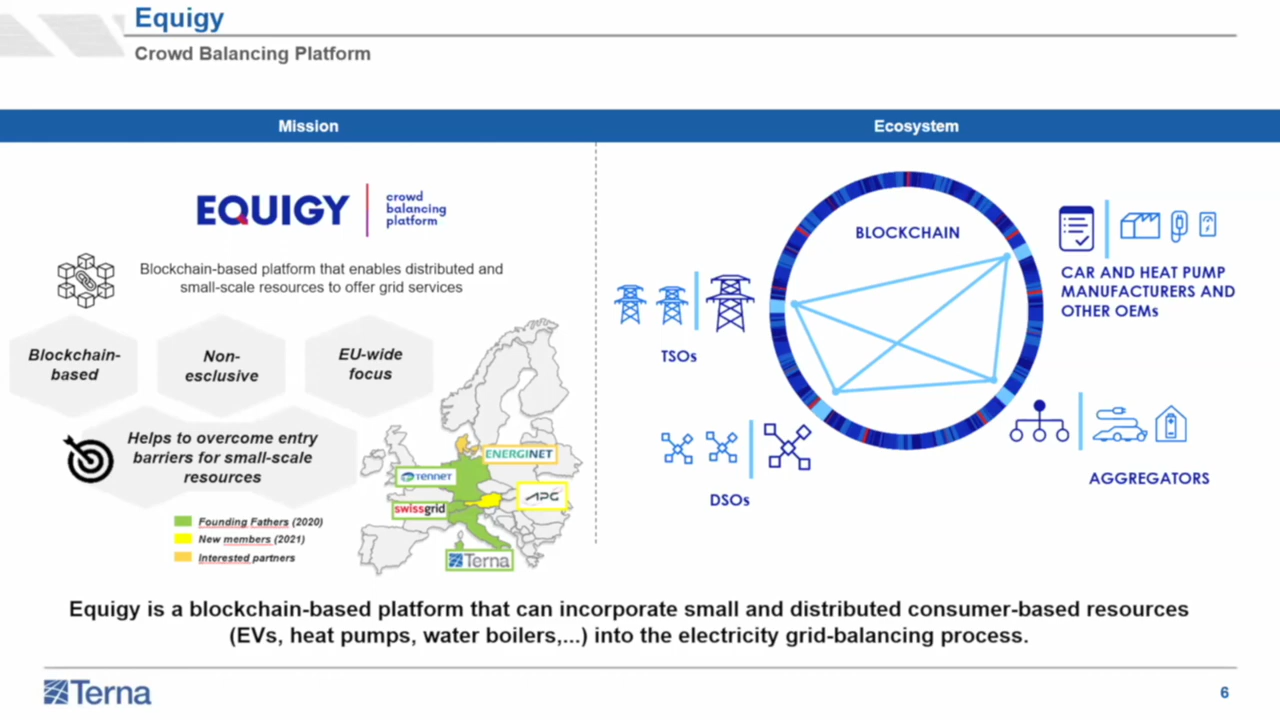 Equigy
Crowd Balancing Platform
Mission
EQUIGY
crowd
balancing
platform
Blockchain-based platform that enables distributed and
small-scale resources to offer grid services
Blockchain-
based
Non-
esclusive
EU-wide
focus
Helps to overcome entry
barriers for small-scale
resources
Founding Fathers (2020)
New members (2021)
Interested partners
ENERGINET
TENNET
APG
swissgrid
Terna
Ecosystem
BLOCKCHAIN
TSOs
CAR AND HEAT PUMP
MANUFACTURERS AND
OTHER OEMs
DSOs
AGGREGATORS
Equigy is a blockchain-based platform that can incorporate small and distributed consumer-based resources
(EVs, heat pumps, water boilers,...) into the electricity grid-balancing process.
Terna
6